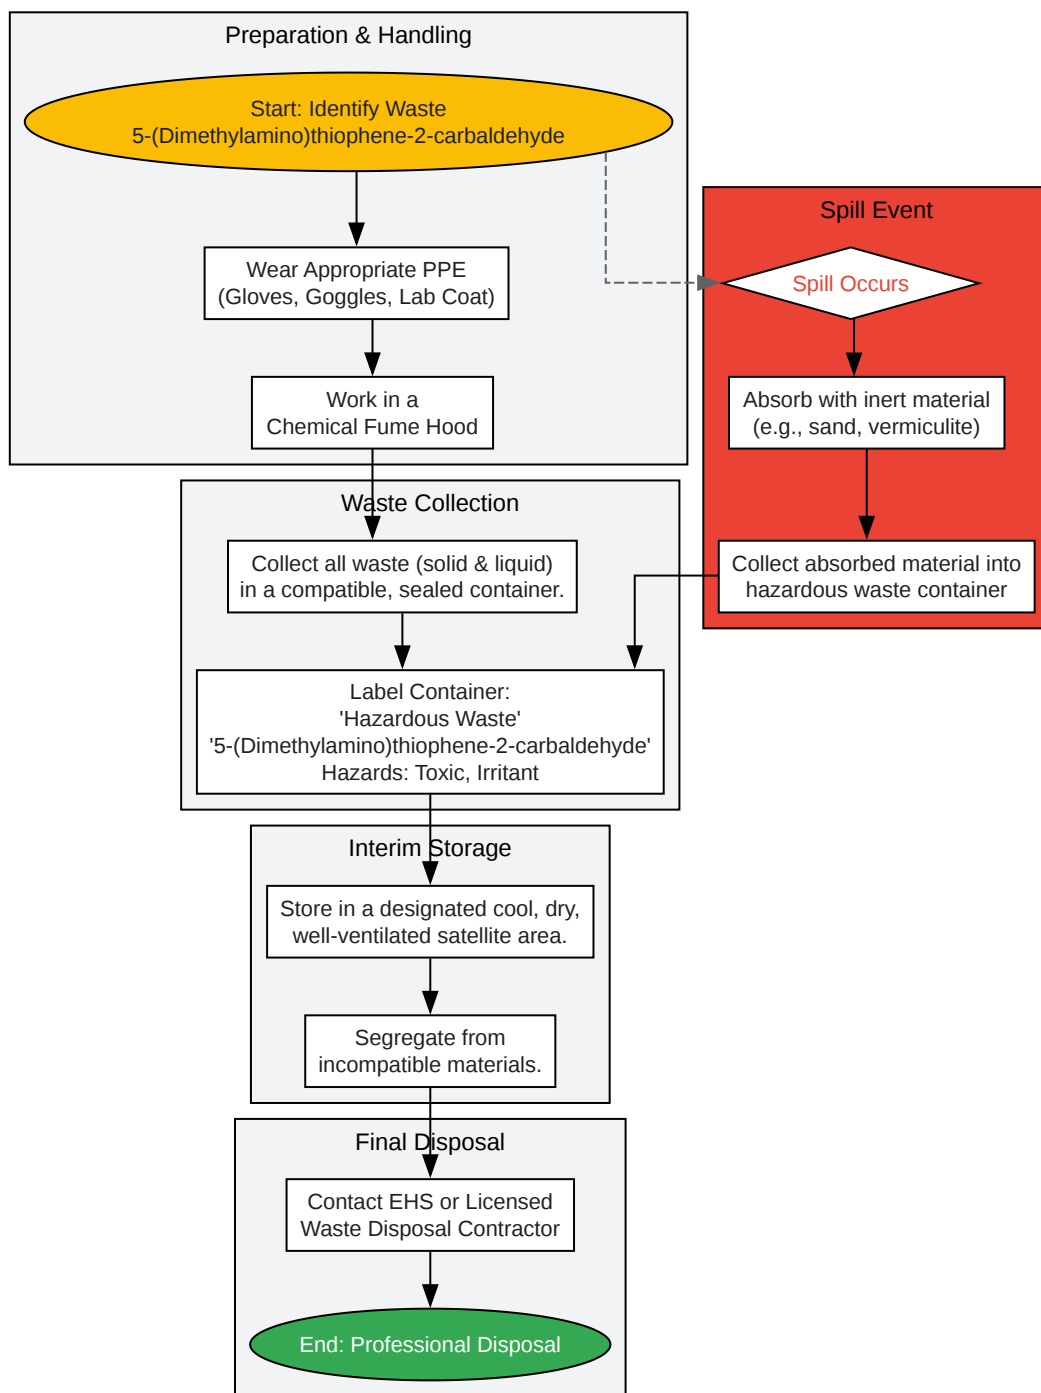 Preparation & Handling
Start: Identify Waste
5-(Dimethylamino)thiophene-2-carbaldehyde
Wear Appropriate PPE
(Gloves, Goggles, Lab Coat)
Work in a
Chemical Fume Hood
Spill Event
Spill Occurs
Absorb with inert material
(e.g., sand, vermiculite)
Collect absorbed material into
hazardous waste container
Waste Collection
Collect all waste (solid & liquid)
in a compatible, sealed container.
Label Container:
'Hazardous Waste'
'5-(Dimethylamino)thiophene-2-carbaldehyde'
Hazards: Toxic, Irritant
Interim Storage
Store in a designated cool, dry,
well-ventilated satellite area.
Segregate from
incompatible materials.
Final Disposal
Contact EHS or Licensed
Waste Disposal Contractor
End: Professional Disposal